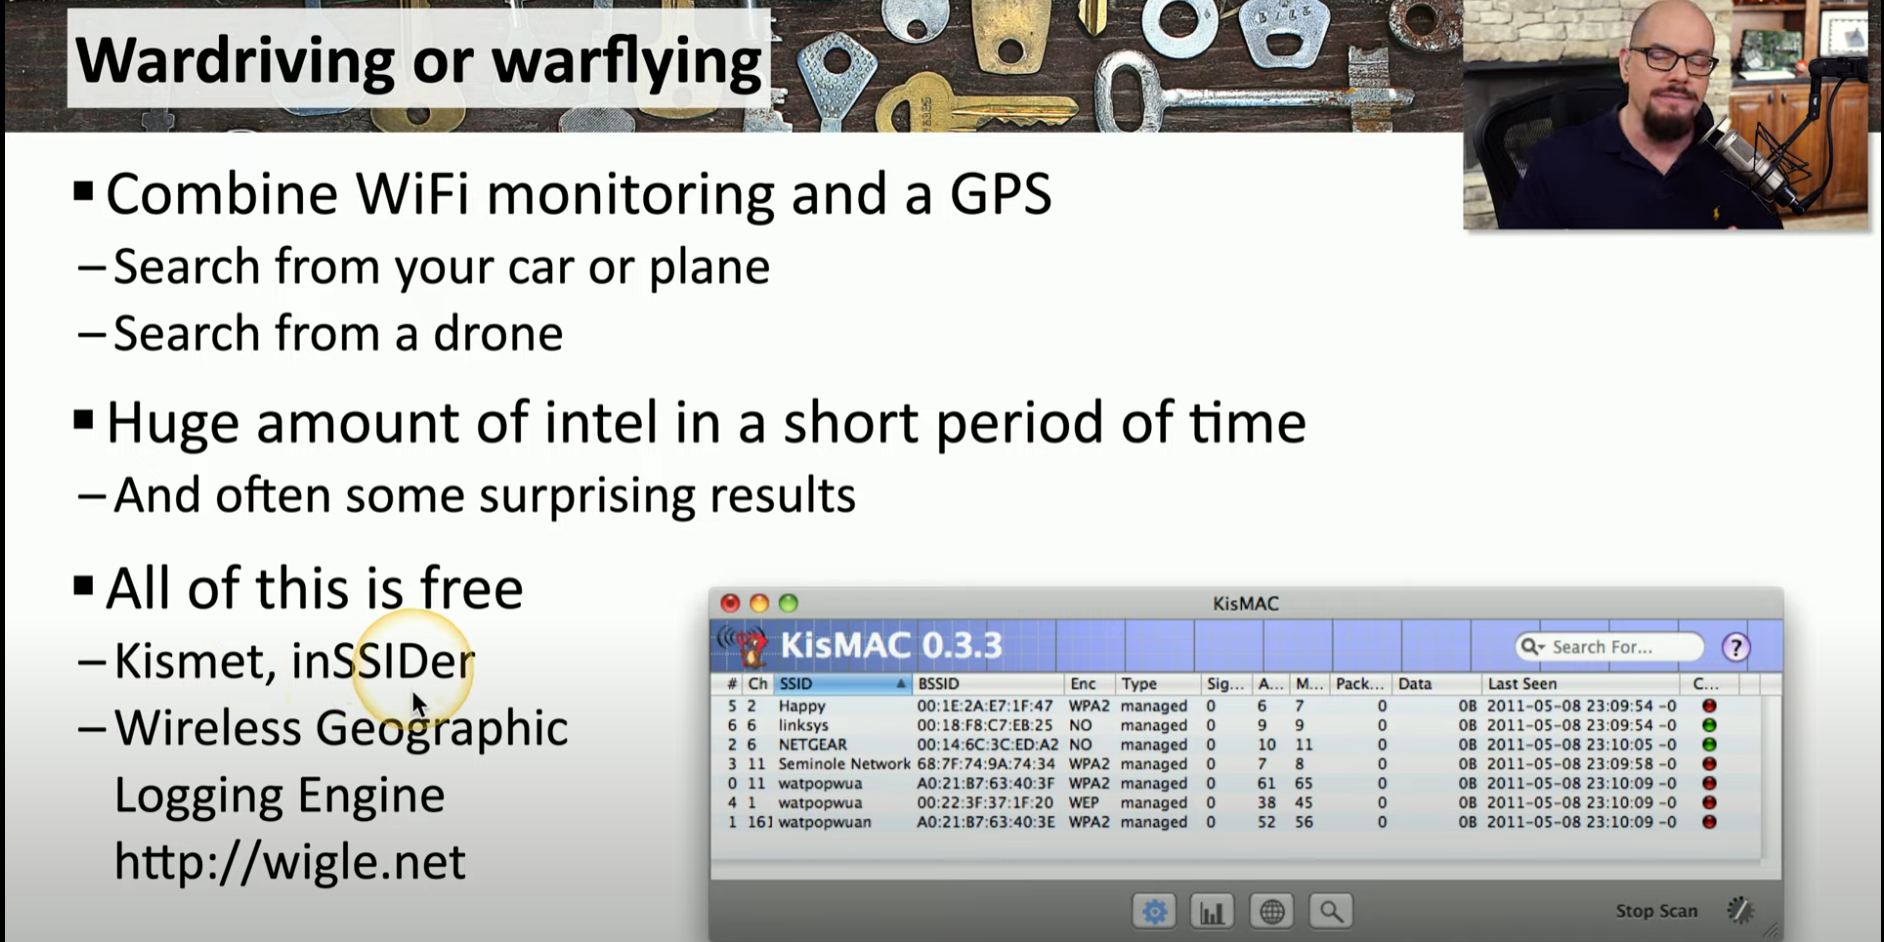 Wardriving or warflying
▪ Combine WiFi monitoring and a GPS
– Search from your car or plane
– Search from a drone
▪ Huge amount of intel in a short period of time
– And often some surprising results
▪ All of this is free
– Kismet, inSSIDer
– Wireless Geographic
Logging Engine
http://wigle.net
KisMAC
KisMAC 0.3.3
Search For...
?
# Ch SSID BSSID Enc Type Sig... A... M... Pack... Data Last Seen C...
5 2 Happy 00:1E:2A:E7:1F:47 WPA2 managed 0 6 7 0 0B 2011-05-08 23:09:54 -0
6 6 linksys 00:18:F8:C7:EB:25 NO managed 0 9 9 0 0B 2011-05-08 23:09:54 -0
2 6 NETGEAR 00:14:6C:3C:ED:A2 NO managed 0 10 11 0 0B 2011-05-08 23:10:05 -0
3 11 Seminole Network 68:7F:74:9A:74:34 WPA2 managed 0 7 8 0 0B 2011-05-08 23:09:58 -0
0 11 watpopwua A0:21:B7:63:40:3F WPA2 managed 0 61 65 0 0B 2011-05-08 23:10:09 -0
4 1 watpopwua 00:22:3F:37:1F:20 WEP managed 0 38 45 0 0B 2011-05-08 23:10:09 -0
1 161 watpopwuan A0:21:B7:63:40:3E WPA2 managed 0 52 56 0 0B 2011-05-08 23:10:09 -0
Stop Scan